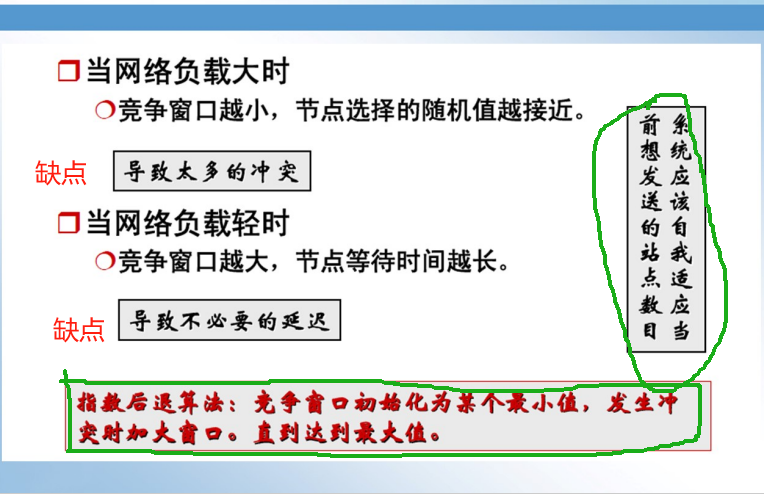 当网络负载大时
竞争窗口越小，节点选择的随机值越接近。
缺点
导致太多的冲突
当网络负载轻时
竞争窗口越大，节点等待时间越长。
缺点
导致不必要的延迟
系统应该自我适应当
前想发送的站点数目
指数后退算法：竞争窗口初始化为某个最小值，发生冲
突时加大窗口。直到达到最大值。